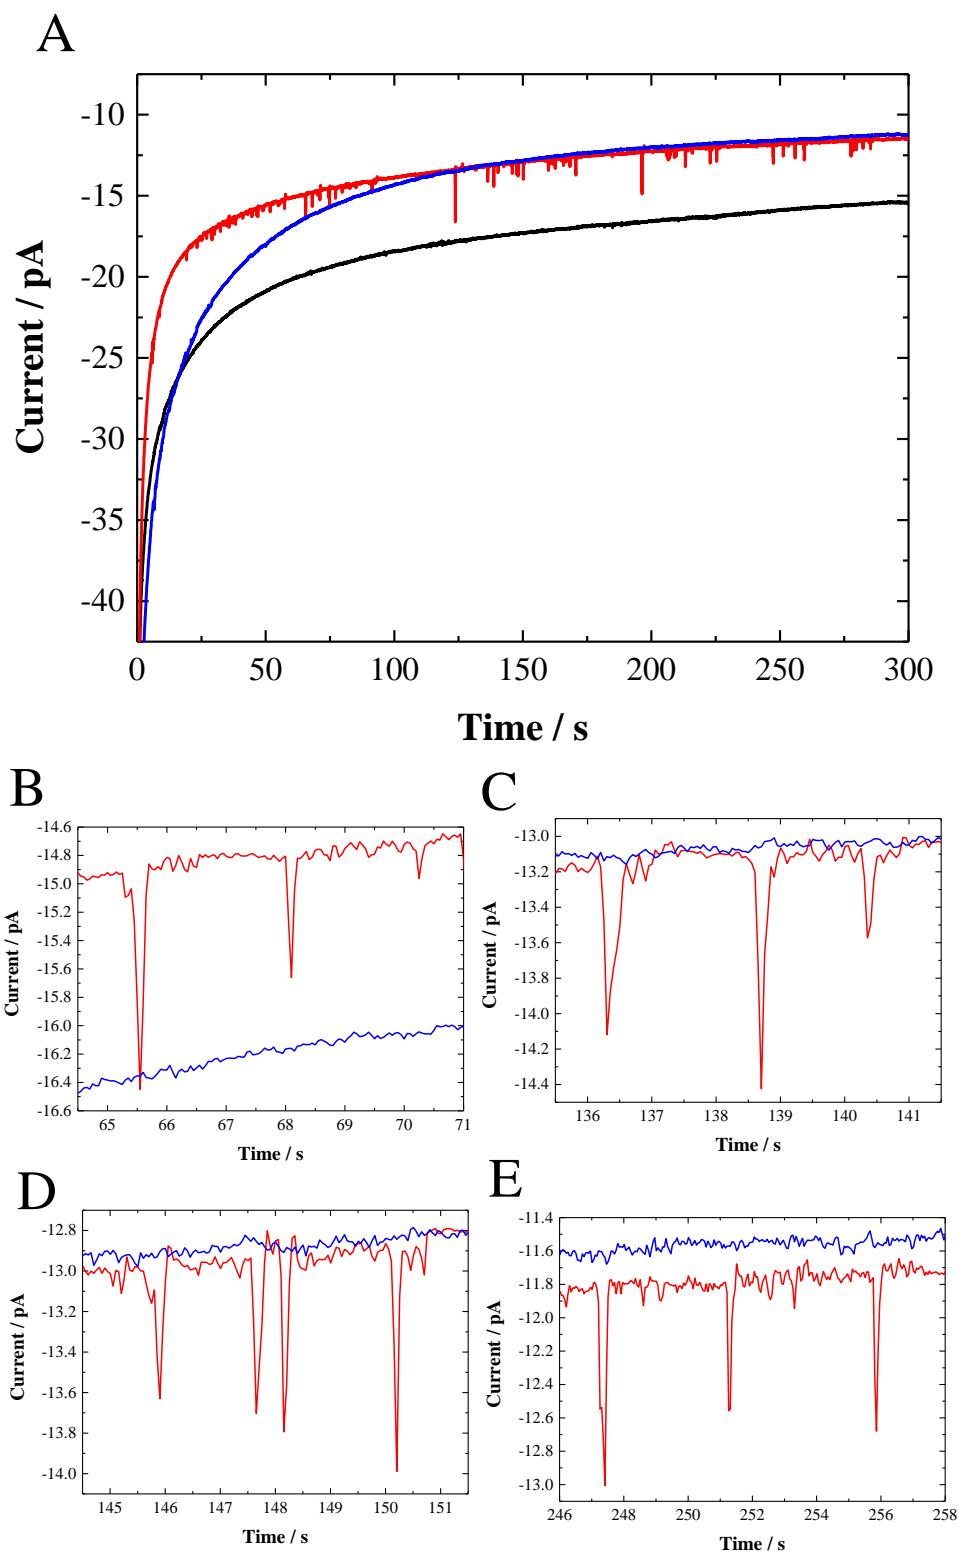 A
-10
-15
-20
-25
-30
-35
-40
Current / pA
0 50 100 150 200 250 300
Time / s
B
-14.6
-14.8
-15.0
-15.2
-15.4
-15.6
-15.8
-16.0
-16.2
-16.4
-16.6
Current / pA
65 66 67 68 69 70 71
Time / s
C
-13.0
-13.2
-13.4
-13.6
-13.8
-14.0
-14.2
-14.4
Current / pA
136 137 138 139 140 141
Time / s
D
-12.8
-13.0
-13.2
-13.4
-13.6
-13.8
-14.0
Current / pA
145 146 147 148 149 150 151
Time / s
E
-11.4
-11.6
-11.8
-12.0
-12.2
-12.4
-12.6
-12.8
-13.0
Current / pA
246 248 250 252 254 256 258
Time / s